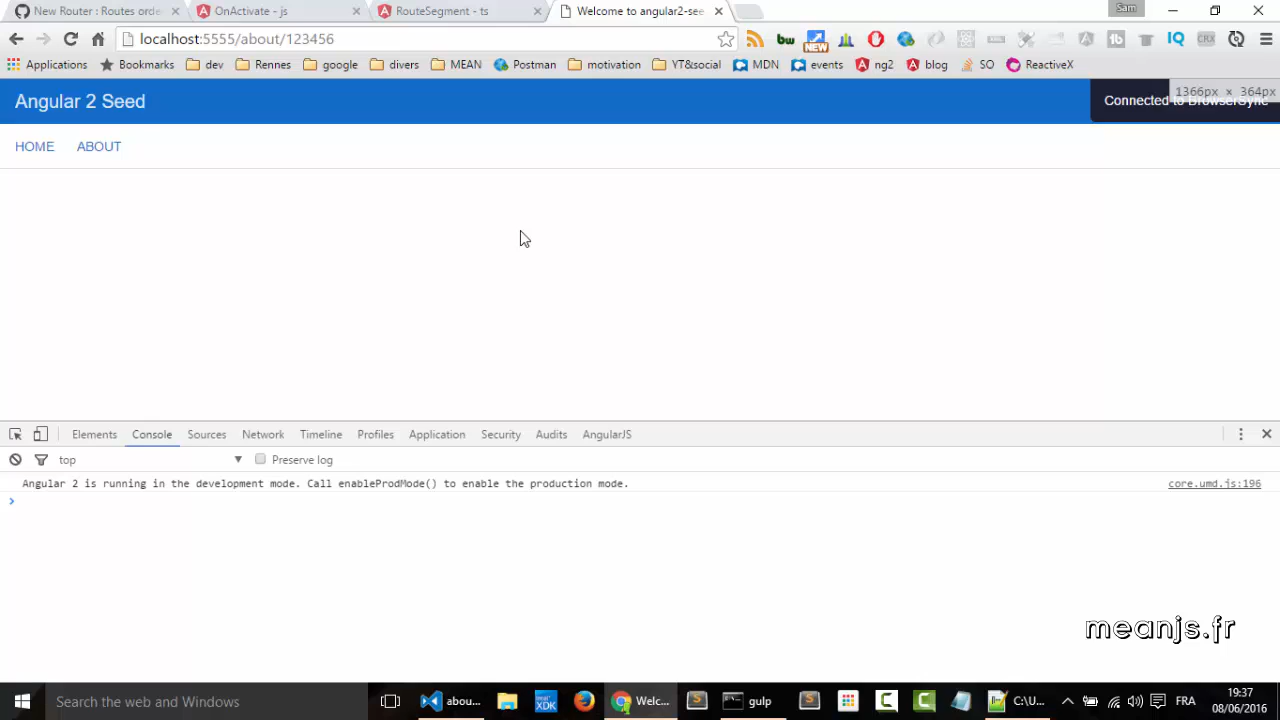 New Router : Routes orde
OnActivate - js
RouteSegment - ts
Welcome to angular2-see
Sam
localhost:5555/about/123456
bw
NEW
IQ
Applications
Bookmarks
dev
Rennes
google
divers
MEAN
Postman
motivation
YT&social
MDN
events
ng2
blog
SO
ReactiveX
Angular 2 Seed
1366px × 364px
Connected to BrowserSync
HOME
ABOUT
Elements
Console
Sources
Network
Timeline
Profiles
Application
Security
Audits
AngularJS
top
Preserve log
Angular 2 is running in the development mode. Call enableProdMode() to enable the production mode.
core.umd.js:196
meanjs.fr
Search the web and Windows
XDK
abou...
Welc...
gulp
C:\U...
FRA
19:37
08/06/2016